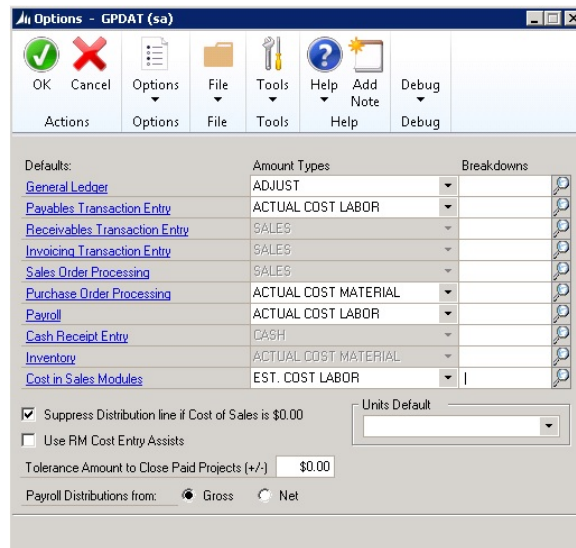 Options - GPDAT (sa)
OK Cancel Options File Tools Help Add Note Debug
Actions Options File Tools Help Debug
Defaults: Amount Types Breakdowns
General Ledger ADJUST
Payables Transaction Entry ACTUAL COST LABOR
Receivables Transaction Entry SALES
Invoicing Transaction Entry SALES
Sales Order Processing SALES
Purchase Order Processing ACTUAL COST MATERIAL
Payroll ACTUAL COST LABOR
Cash Receipt Entry CASH
Inventory ACTUAL COST MATERIAL
Cost in Sales Modules EST. COST LABOR
Suppress Distribution line if Cost of Sales is $0.00 Units Default
Use RM Cost Entry Assists
Tolerance Amount to Close Paid Projects (+/-) $0.00
Payroll Distributions from: Gross Net